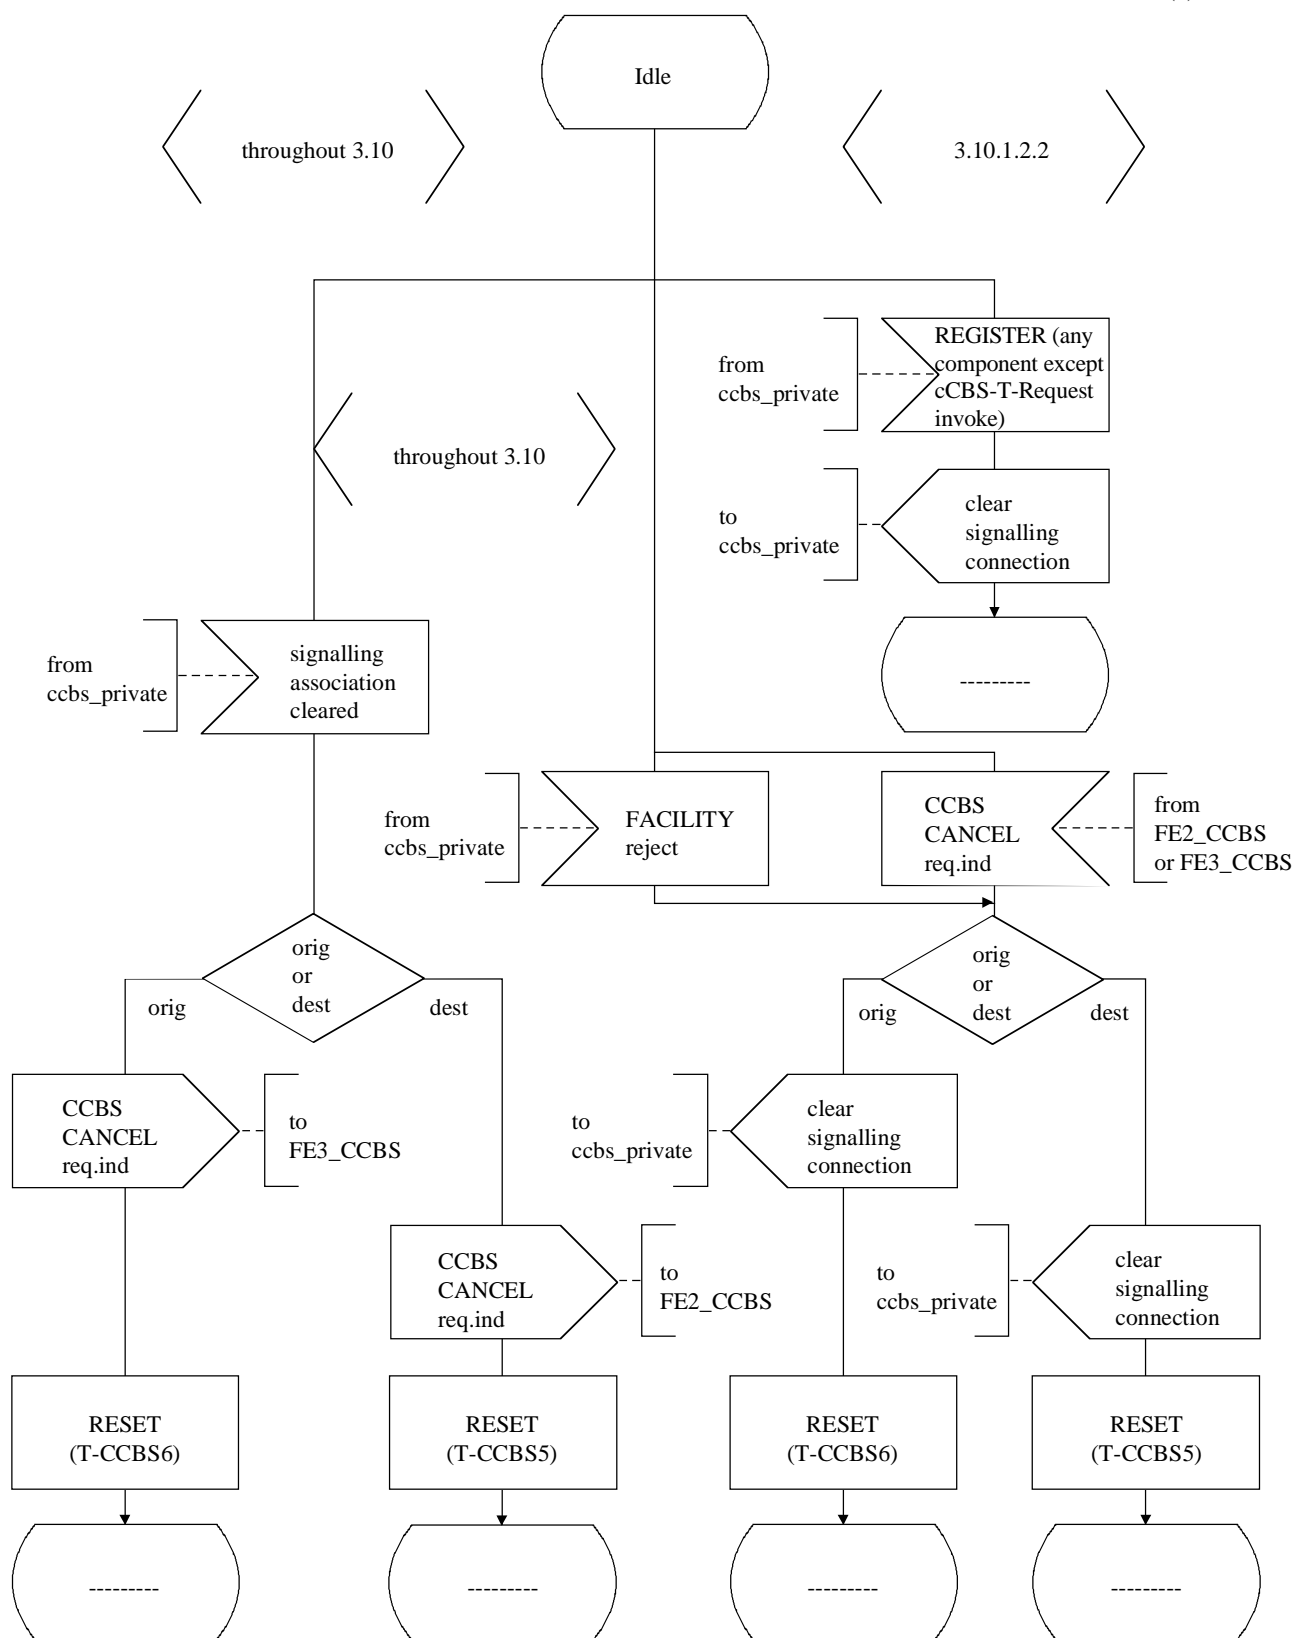 Idle
throughout 3.10
3.10.1.2.2
REGISTER (any
component except
cCBS-T-Request
invoke)
from
ccbs_private
throughout 3.10
to
ccbs_private
clear
signalling
connection
from
ccbs_private
signalling
association
cleared
---------
from
ccbs_private
FACILITY
reject
CCBS
CANCEL
req.ind
from
FE2_CCBS
or FE3_CCBS
orig
or
dest
orig
dest
orig
or
dest
orig
dest
CCBS
CANCEL
req.ind
to
FE3_CCBS
to
ccbs_private
clear
signalling
connection
CCBS
CANCEL
req.ind
to
FE2_CCBS
to
ccbs_private
clear
signalling
connection
RESET
(T-CCBS6)
RESET
(T-CCBS5)
RESET
(T-CCBS6)
RESET
(T-CCBS5)
---------
---------
---------
---------